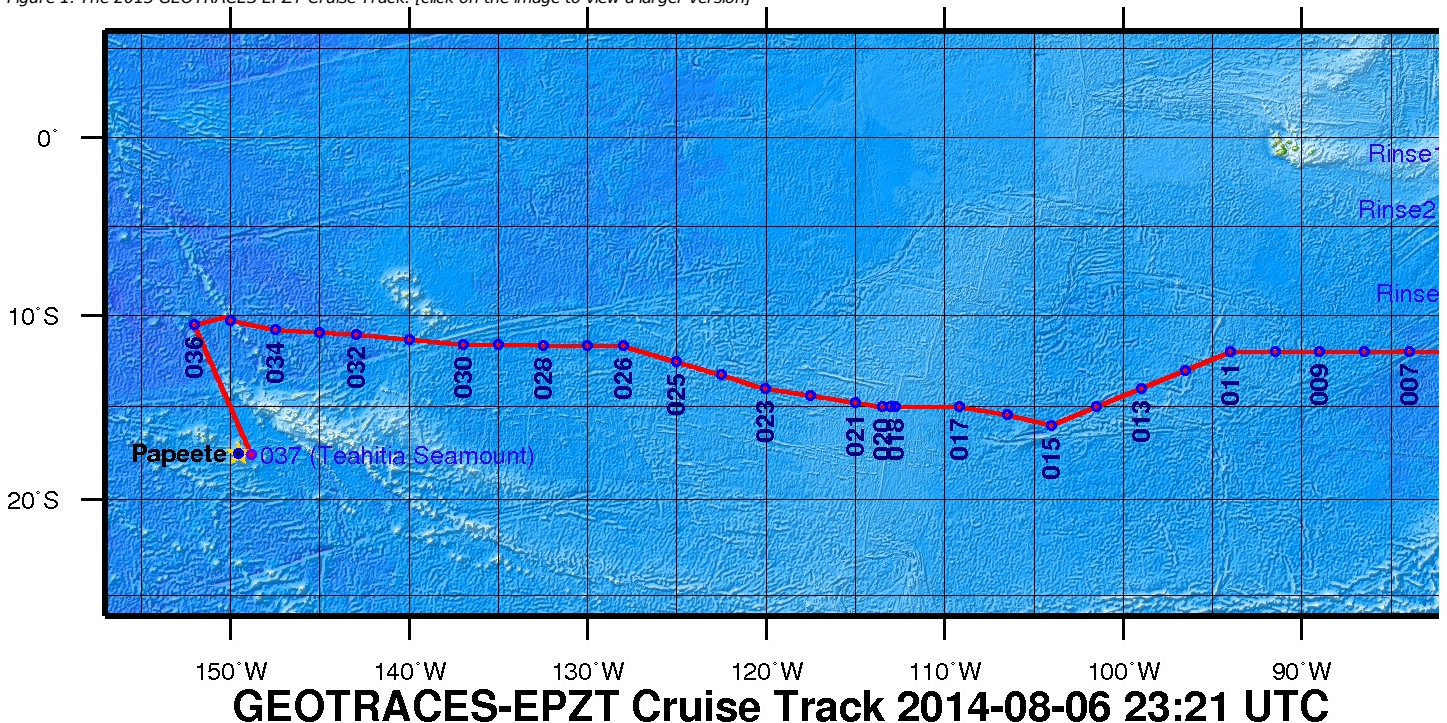 Figure 1. The 2013 GEOTRACES EPZT Cruise Track. [click on the image to view a larger version]
0°
Rinse1
Rinse2
Rinse
10°S
036
034
032
030
028
026
025
023
021
020
018
017
015
013
011
009
007
Papeete
037 (Teahitia Seamount)
20°S
150°W 140°W 130°W 120°W 110°W 100°W 90°W
GEOTRACES-EPZT Cruise Track 2014-08-06 23:21 UTC